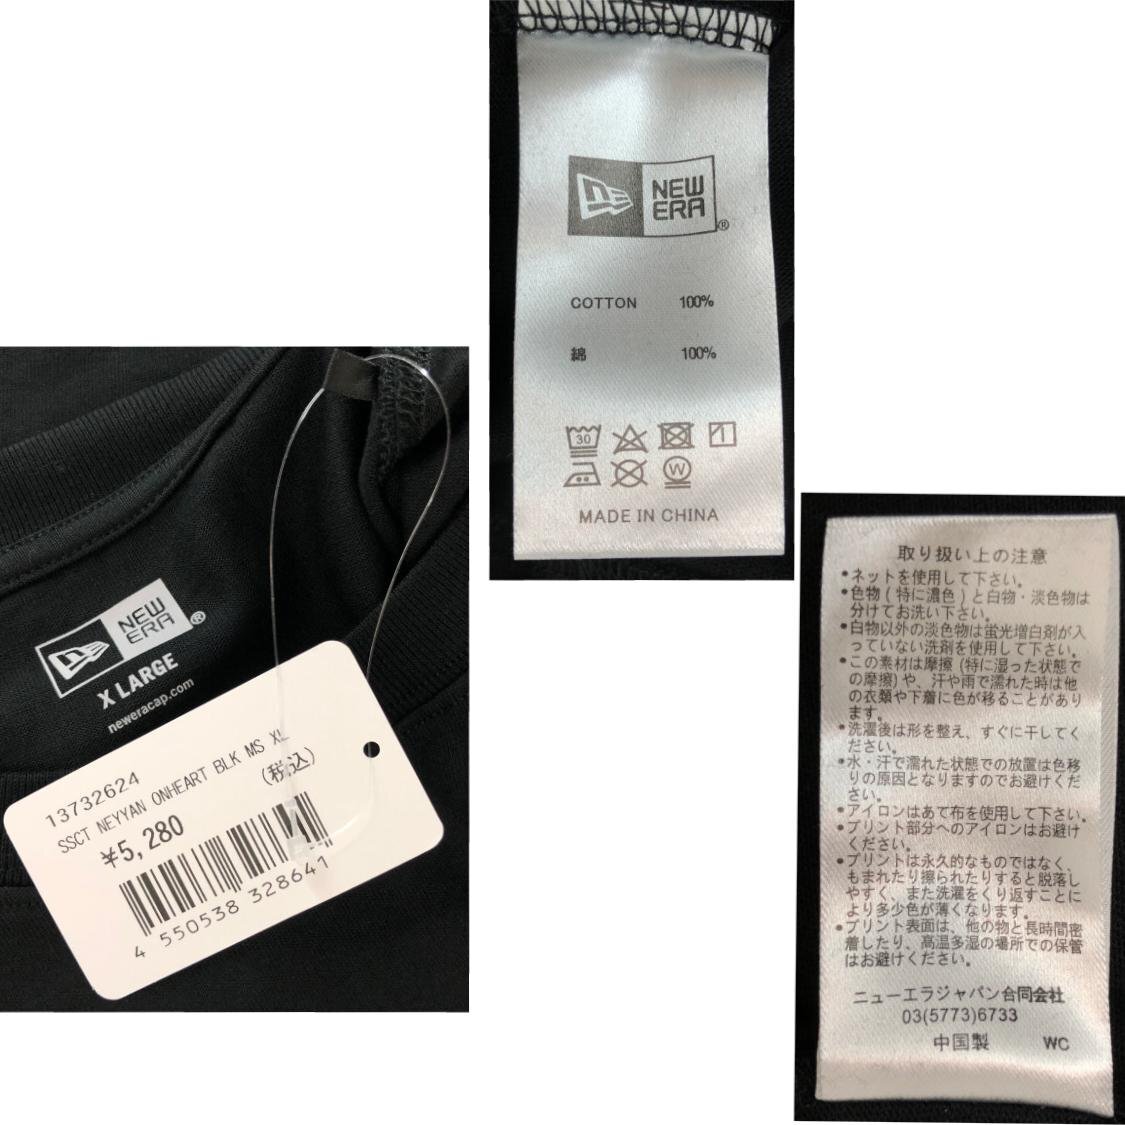 NEW
ERA
®
COTTON 100%
綿 100%
30
W
MADE IN CHINA
NEW
ERA
®
X LARGE
neweracap.com
13732624
SSCT NEYYAN ONHEART BLK MS XL
¥5,280 (税込)
4 550538 328641
取り扱い上の注意
•ネットを使用して下さい。
•色物(特に濃色)と白物・淡色物は
分けてお洗い下さい。
•白物以外の淡色物は蛍光増白剤が入
っていない洗剤を使用して下さい。
•この素材は摩擦(特に湿った状態で
の摩擦)や、汗や雨で濡れた時は他
の衣類や下着に色が移ることがあり
ます。
•洗濯後は形を整え、すぐに干してく
ださい。
•水・汗で濡れた状態での放置は色移
りの原因となりますのでお避けくだ
さい。
•アイロンはあて布を使用して下さい。
•プリント部分へのアイロンはお避け
ください。
•プリントは永久的なものではなく、
もまれたり擦られたりすると脱落し
やすく、また洗濯をくり返すことに
より多少色が薄くなります。
•プリント表面は、他の物と長時間密
着したり、高温多湿の場所での保管
はお避けください。
ニューエラジャパン合同会社
03(5773)6733
中国製 WC